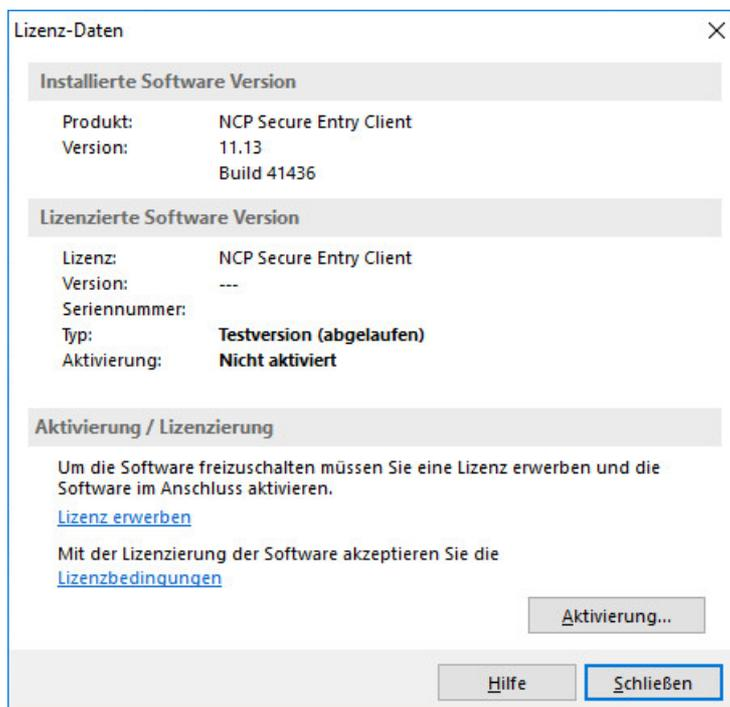 Lizenz-Daten
Installierte Software Version
Produkt: NCP Secure Entry Client
Version: 11.13
Build 41436
Lizenzierte Software Version
Lizenz: NCP Secure Entry Client
Version: ---
Seriennummer:
Typ: Testversion (abgelaufen)
Aktivierung: Nicht aktiviert
Aktivierung / Lizenzierung
Um die Software freizuschalten müssen Sie eine Lizenz erwerben und die
Software im Anschluss aktivieren.
Lizenz erwerben
Mit der Lizenzierung der Software akzeptieren Sie die
Lizenzbedingungen
Aktivierung...
Hilfe Schließen